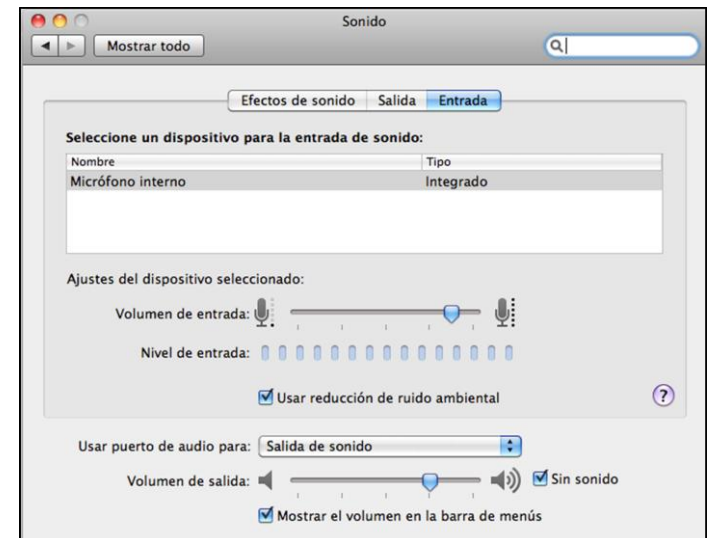 Sonido
Mostrar todo
Efectos de sonido Salida Entrada
Seleccione un dispositivo para la entrada de sonido:
Nombre Tipo
Micrófono interno Integrado
Ajustes del dispositivo seleccionado:
Volumen de entrada:
Nivel de entrada:
Usar reducción de ruido ambiental ?
Usar puerto de audio para: Salida de sonido
Volumen de salida: Sin sonido
Mostrar el volumen en la barra de menús